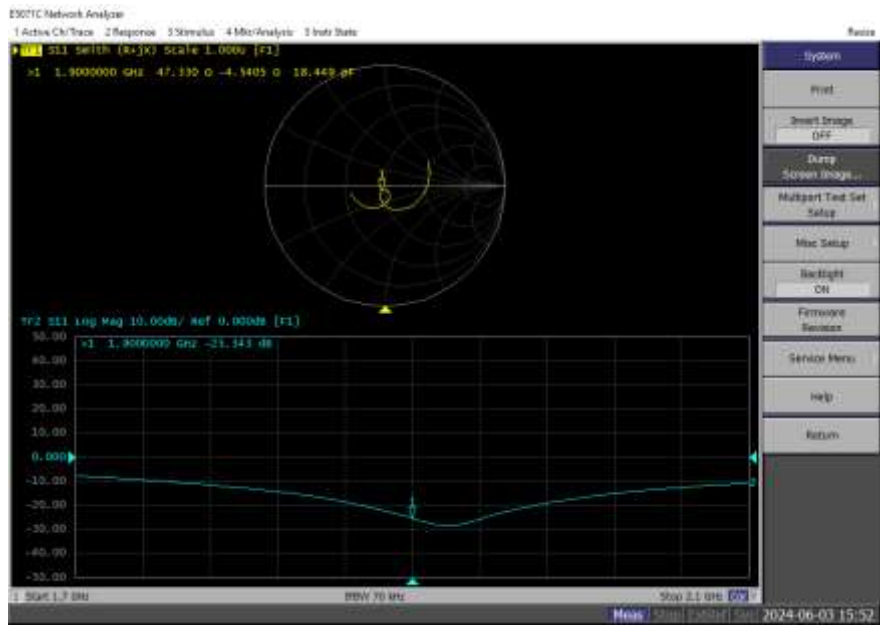 E5071C Network Analyzer
1 Active Ch/Trace 2 Response 3 Stimulus 4 Mkr/Analysis 5 Instr State
Resize
Tr1 S11 Smith (R+jX) Scale 1.000U [F1]
>1 1.9000000 GHz 47.330 Ω -4.5405 Ω 18.449 pF
System
Print
Invert Image
OFF
Dump
Screen Image...
Multiport Test Set
Setup
Misc Setup
Backlight
ON
Firmware
Revision
Service Menu
Help
Return
Tr2 S11 Log Mag 10.00dB/ Ref 0.000dB [F1]
>1 1.9000000 GHz -25.343 dB
50.00
40.00
30.00
20.00
10.00
0.000
-10.00
-20.00
-30.00
-40.00
-50.00
1 Start 1.7 GHz
IFBW 70 kHz
Stop 2.1 GHz
Meas Stop ExtRef Svc 2024-06-03 15:52